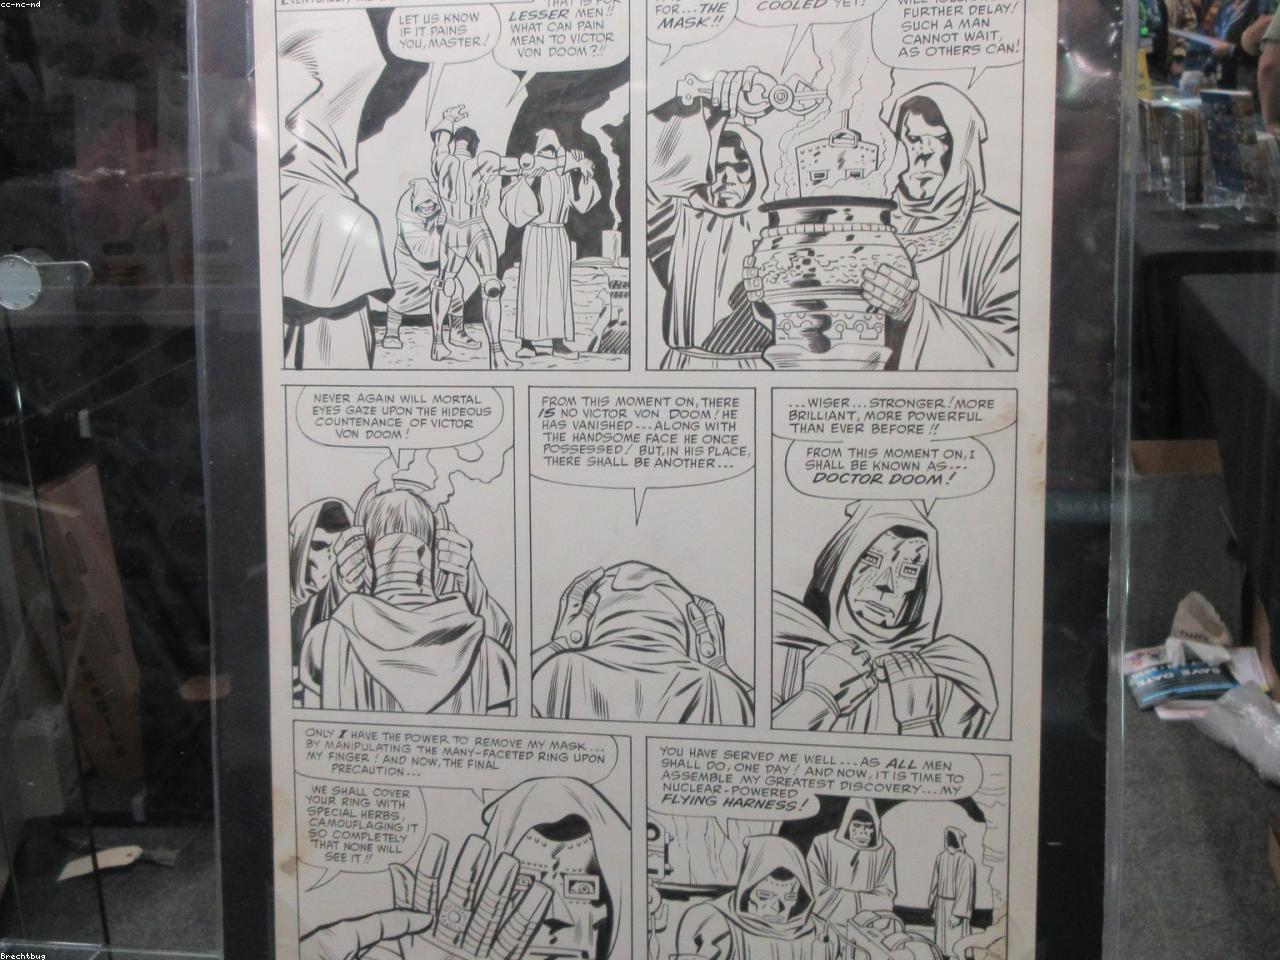 cc-nc-nd
THAT IS FOR
LESSER MEN!!
WHAT CAN PAIN
MEAN TO VICTOR
VON DOOM?!!
LET US KNOW
IF IT PAINS
YOU, MASTER!
FOR...THE
MASK!!
COOLED YET!
FURTHER DELAY!
SUCH A MAN
CANNOT WAIT,
AS OTHERS CAN!
NEVER AGAIN WILL MORTAL
EYES GAZE UPON THE HIDEOUS
COUNTENANCE OF VICTOR
VON DOOM!
FROM THIS MOMENT ON, THERE
IS NO VICTOR VON DOOM! HE
HAS VANISHED...ALONG WITH
THE HANDSOME FACE HE ONCE
POSSESSED! BUT, IN HIS PLACE,
THERE SHALL BE ANOTHER...
...WISER...STRONGER! MORE
BRILLIANT, MORE POWERFUL
THAN EVER BEFORE!!
FROM THIS MOMENT ON, I
SHALL BE KNOWN AS---
DOCTOR DOOM!
ONLY I HAVE THE POWER TO REMOVE MY MASK...
BY MANIPULATING THE MANY-FACETED RING UPON
MY FINGER! AND NOW, THE FINAL
PRECAUTION...
WE SHALL COVER
YOUR RING WITH
SPECIAL HERBS,
CAMOUFLAGING IT
SO COMPLETELY
THAT NONE WILL
SEE IT!!
YOU HAVE SERVED ME WELL...AS ALL MEN
SHALL DO, ONE DAY! AND NOW, IT IS TIME TO
ASSEMBLE MY GREATEST DISCOVERY...MY
NUCLEAR-POWERED
FLYING HARNESS!
SAVE DATE
Brechtbug